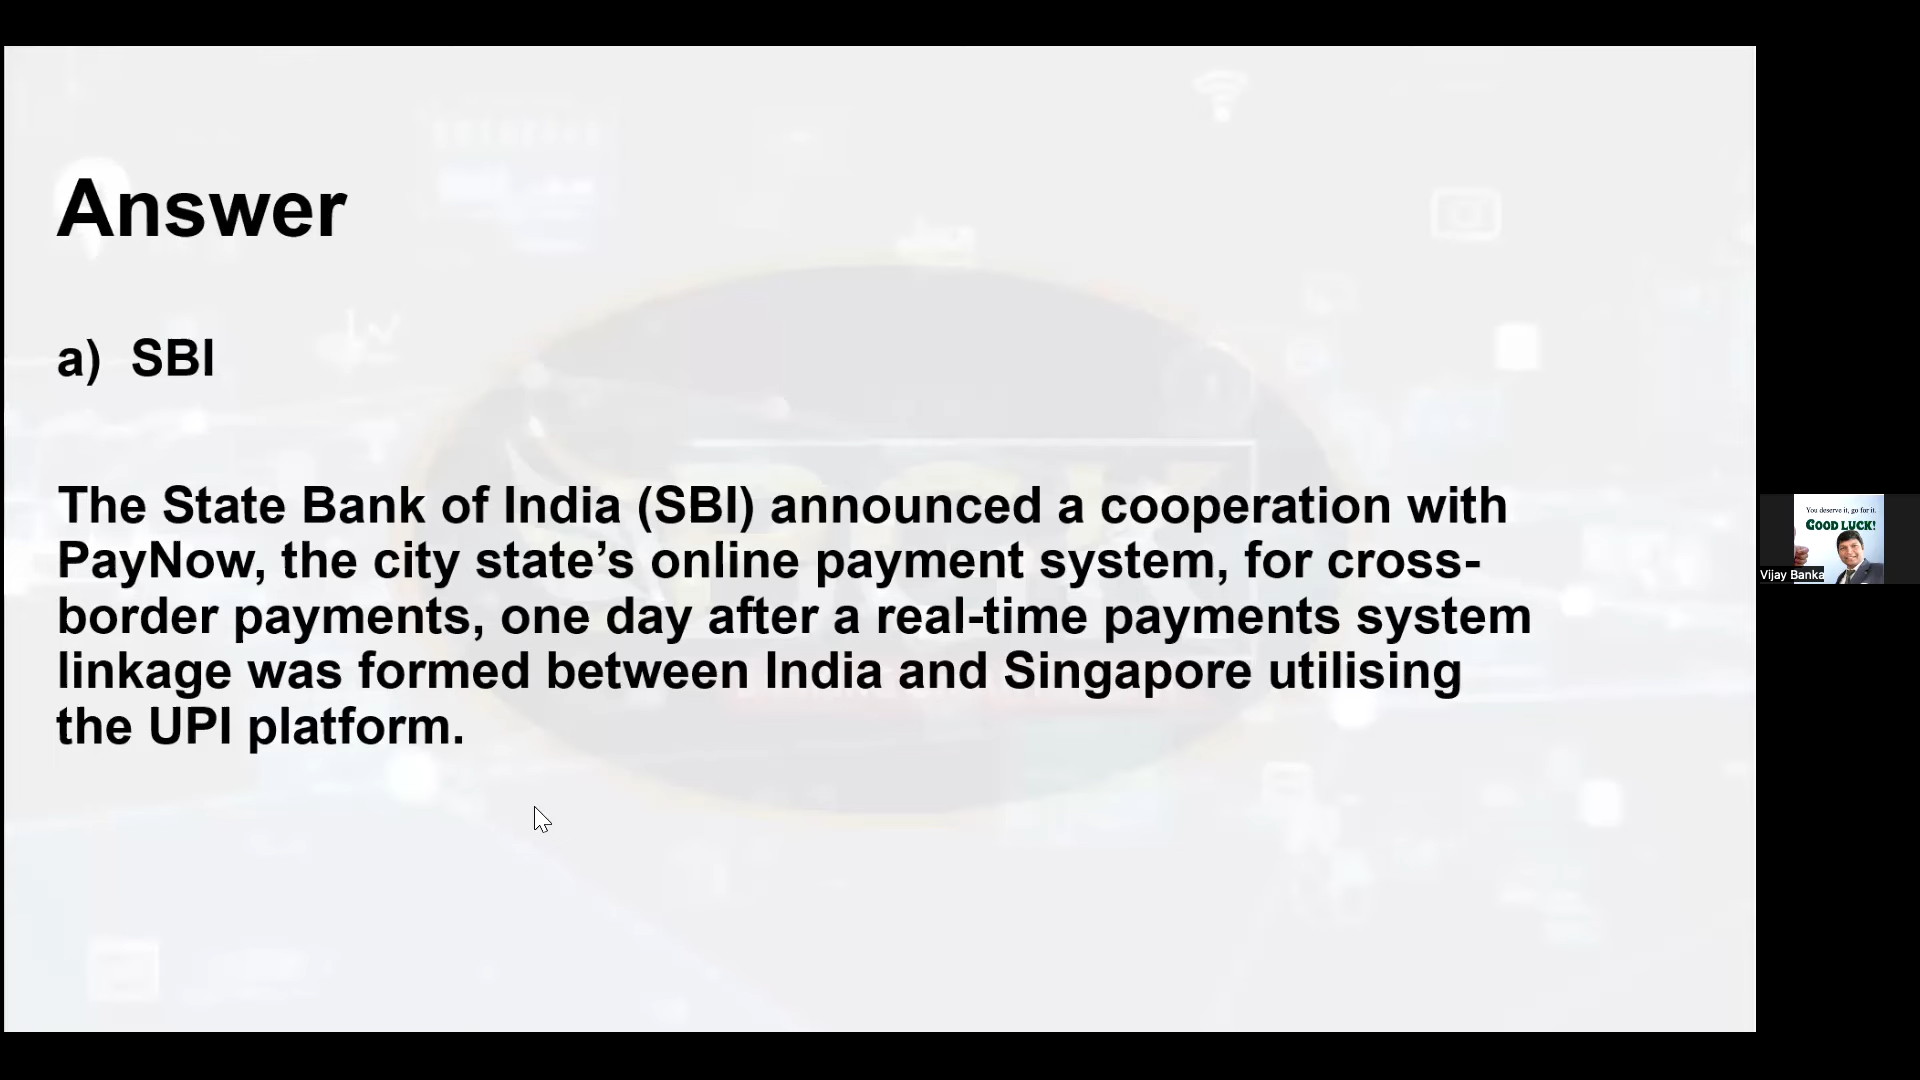 Answer
a) SBI
The State Bank of India (SBI) announced a cooperation with
PayNow, the city state’s online payment system, for cross-
border payments, one day after a real-time payments system
linkage was formed between India and Singapore utilising
the UPI platform.
You deserve it, go for it.
GOOD LUCK!
Vijay Banka